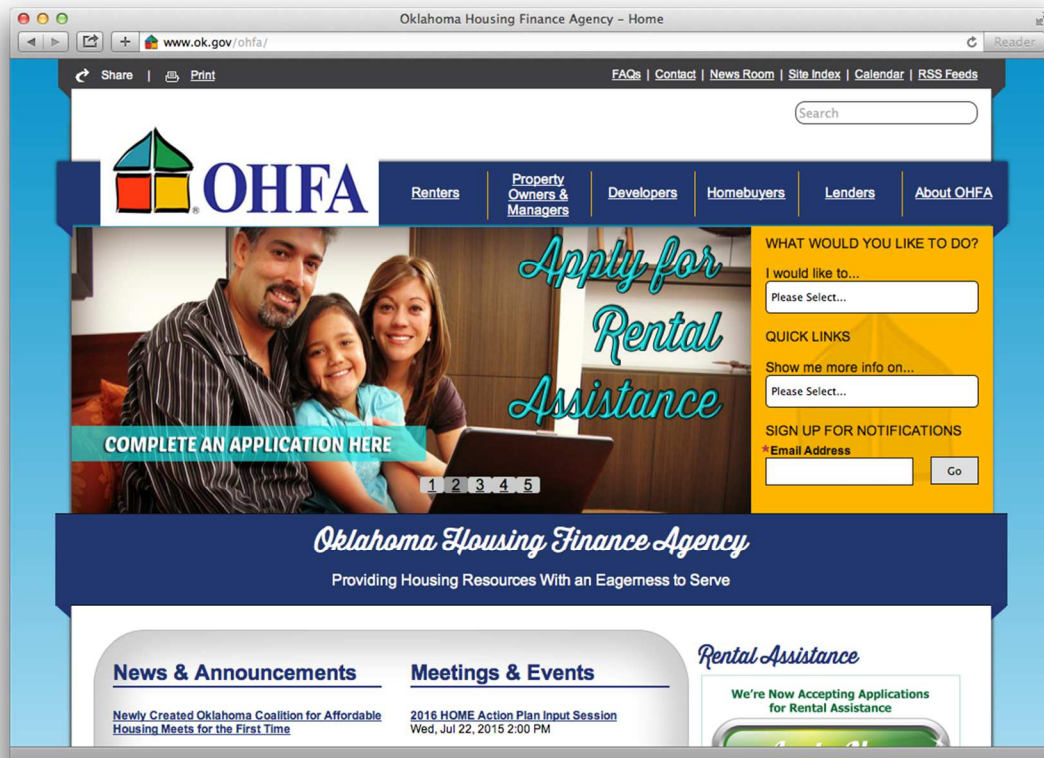 Oklahoma Housing Finance Agency – Home
www.ok.gov/ohfa/
Reader
Share | Print
FAQs | Contact | News Room | Site Index | Calendar | RSS Feeds
Search
OHFA
Renters
Property
Owners &
Managers
Developers
Homebuyers
Lenders
About OHFA
Apply for
Rental
Assistance
COMPLETE AN APPLICATION HERE
1 2 3 4 5
WHAT WOULD YOU LIKE TO DO?
I would like to...
Please Select...
QUICK LINKS
Show me more info on...
Please Select...
SIGN UP FOR NOTIFICATIONS
*Email Address
Go
Oklahoma Housing Finance Agency
Providing Housing Resources With an Eagerness to Serve
News & Announcements
Newly Created Oklahoma Coalition for Affordable
Housing Meets for the First Time
Meetings & Events
2016 HOME Action Plan Input Session
Wed, Jul 22, 2015 2:00 PM
Rental Assistance
We're Now Accepting Applications
for Rental Assistance